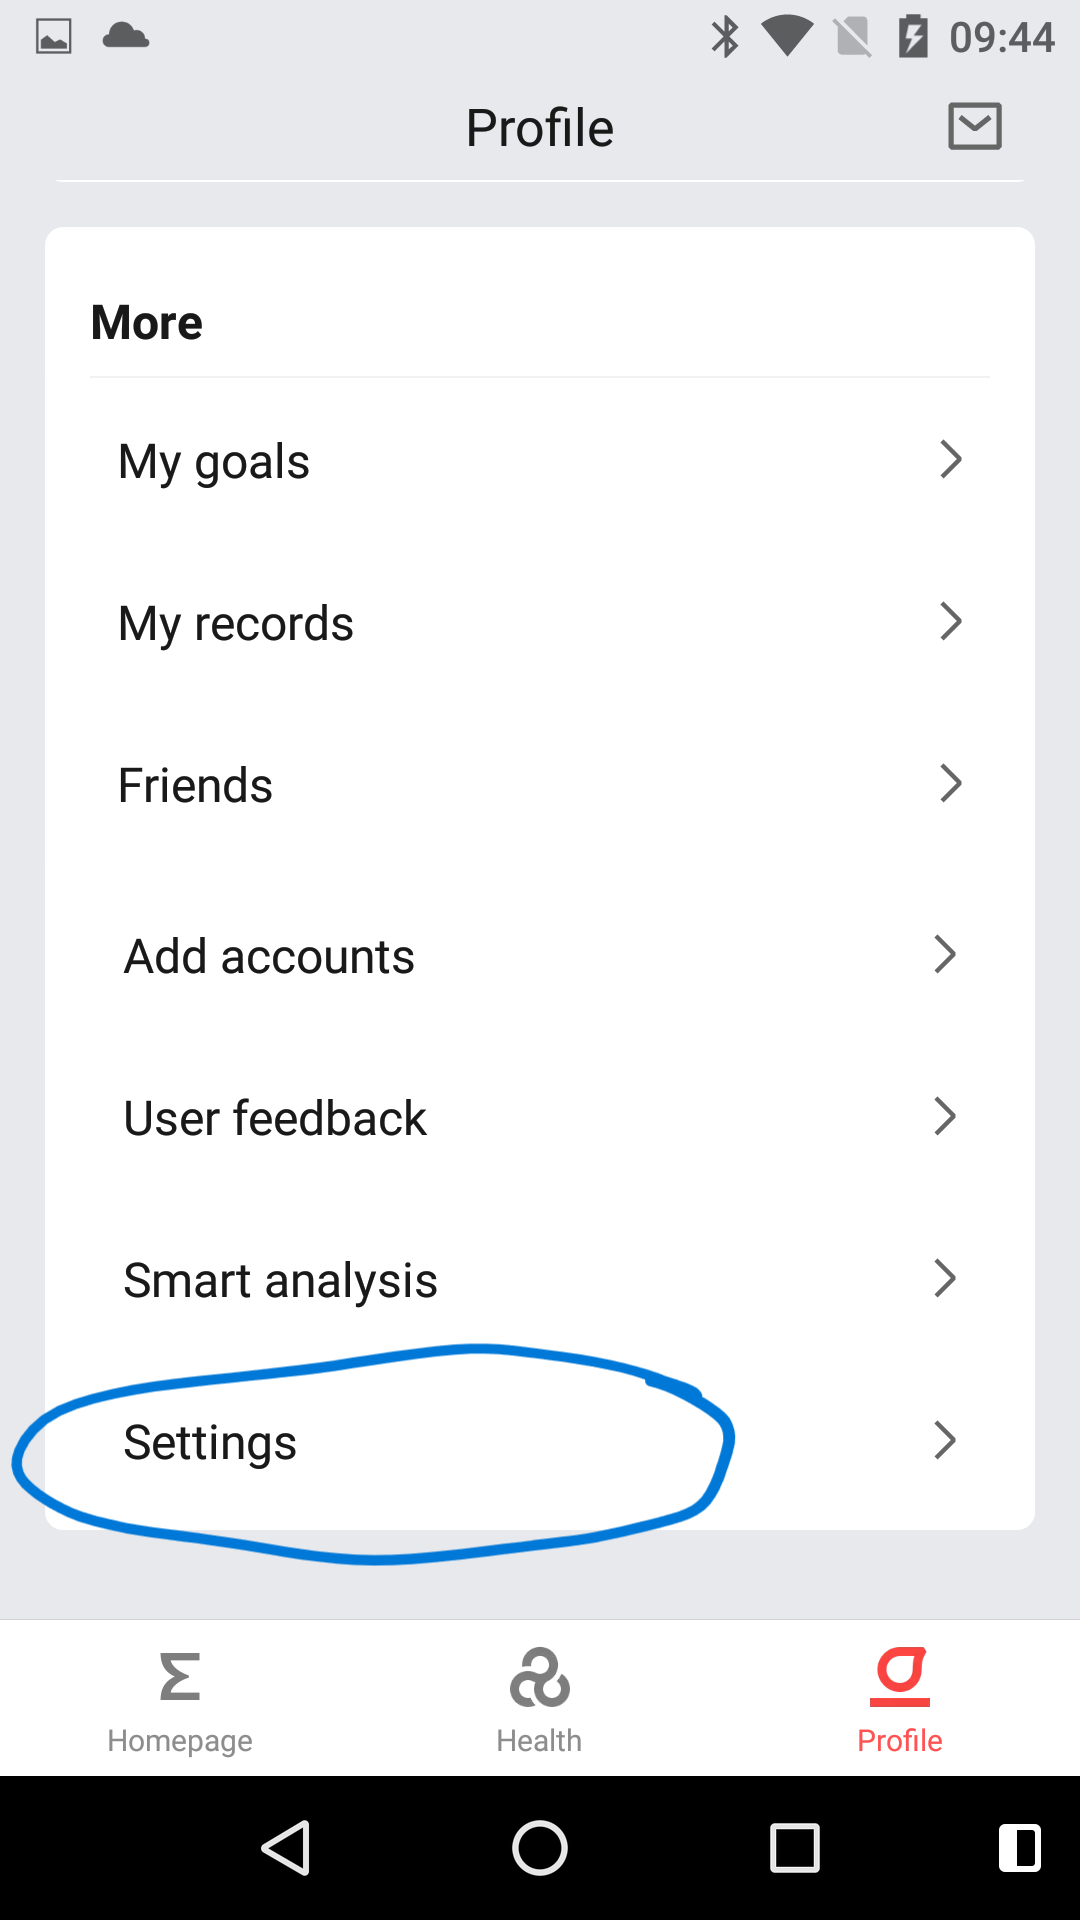 09:44
Profile
More
My goals
My records
Friends
Add accounts
User feedback
Smart analysis
Settings
Homepage
Health
Profile